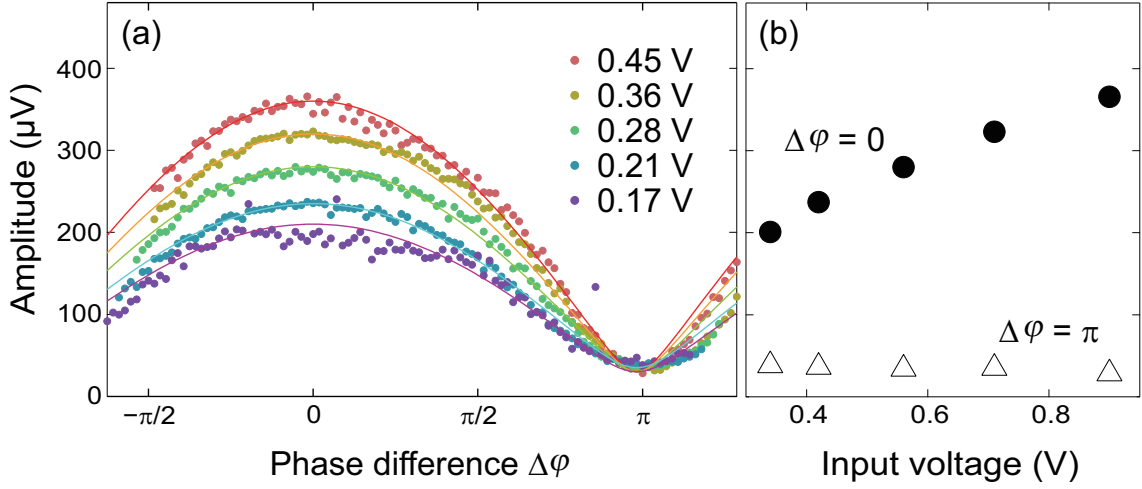 (a)
0.45 V
0.36 V
0.28 V
0.21 V
0.17 V
400
300
200
100
0
Amplitude (μV)
−π/2
0
π/2
π
Phase difference Δφ
(b)
Δφ = 0
Δφ = π
0.4
0.6
0.8
Input voltage (V)